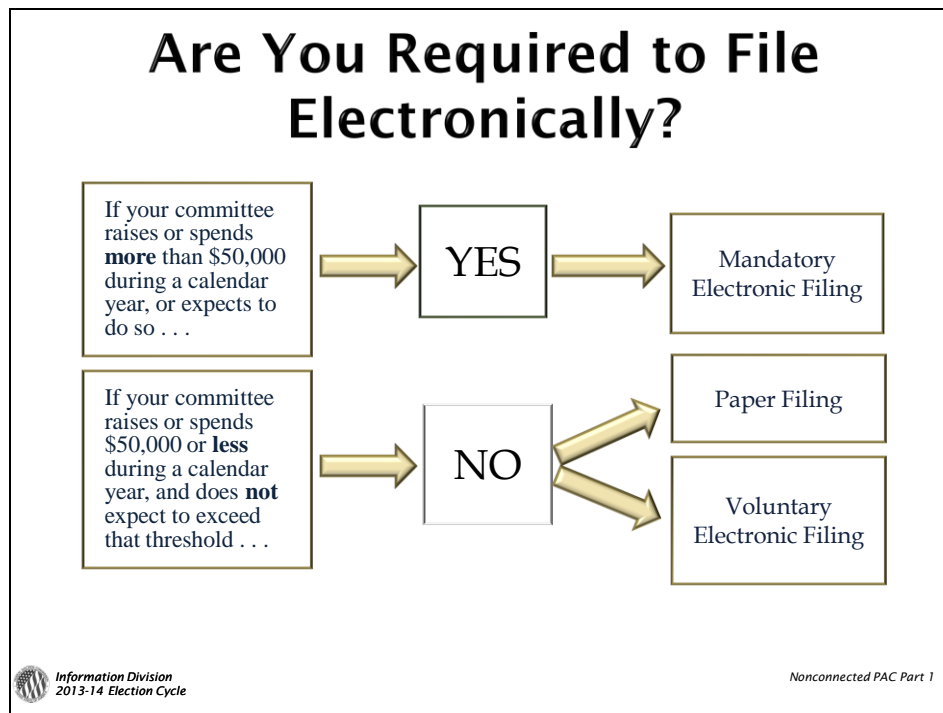 Are You Required to File
Electronically?
If your committee
raises or spends
more than $50,000
during a calendar
year, or expects to
do so . . .
YES
Mandatory
Electronic Filing
If your committee
raises or spends
$50,000 or less
during a calendar
year, and does not
expect to exceed
that threshold . . .
NO
Paper Filing
Voluntary
Electronic Filing
Information Division
2013-14 Election Cycle
Nonconnected PAC Part 1